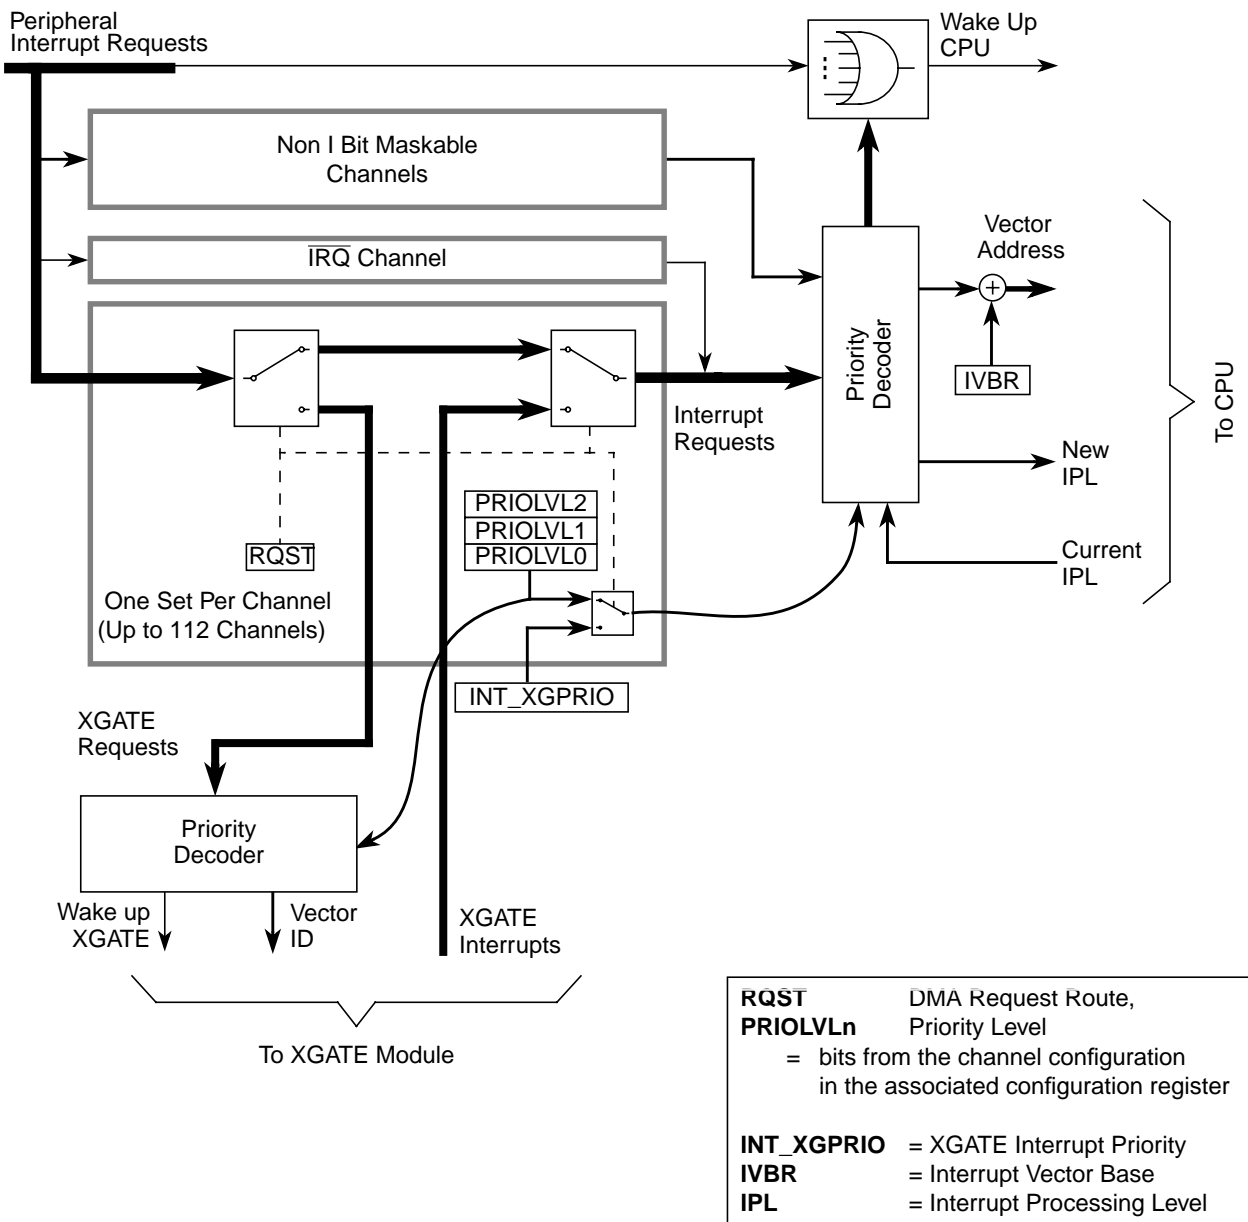 Peripheral
Interrupt Requests
Wake Up
CPU
Non I Bit Maskable
Channels
IRQ Channel
Vector
Address
Priority
Decoder
IVBR
To CPU
Interrupt
Requests
New
IPL
PRIOLVL2
PRIOLVL1
PRIOLVL0
RQST
Current
IPL
One Set Per Channel
(Up to 112 Channels)
INT_XGPRIO
XGATE
Requests
Priority
Decoder
Wake up
XGATE
Vector
ID
XGATE
Interrupts
To XGATE Module
RQST DMA Request Route,
PRIOLVLn Priority Level
= bits from the channel configuration
in the associated configuration register
INT_XGPRIO = XGATE Interrupt Priority
IVBR = Interrupt Vector Base
IPL = Interrupt Processing Level